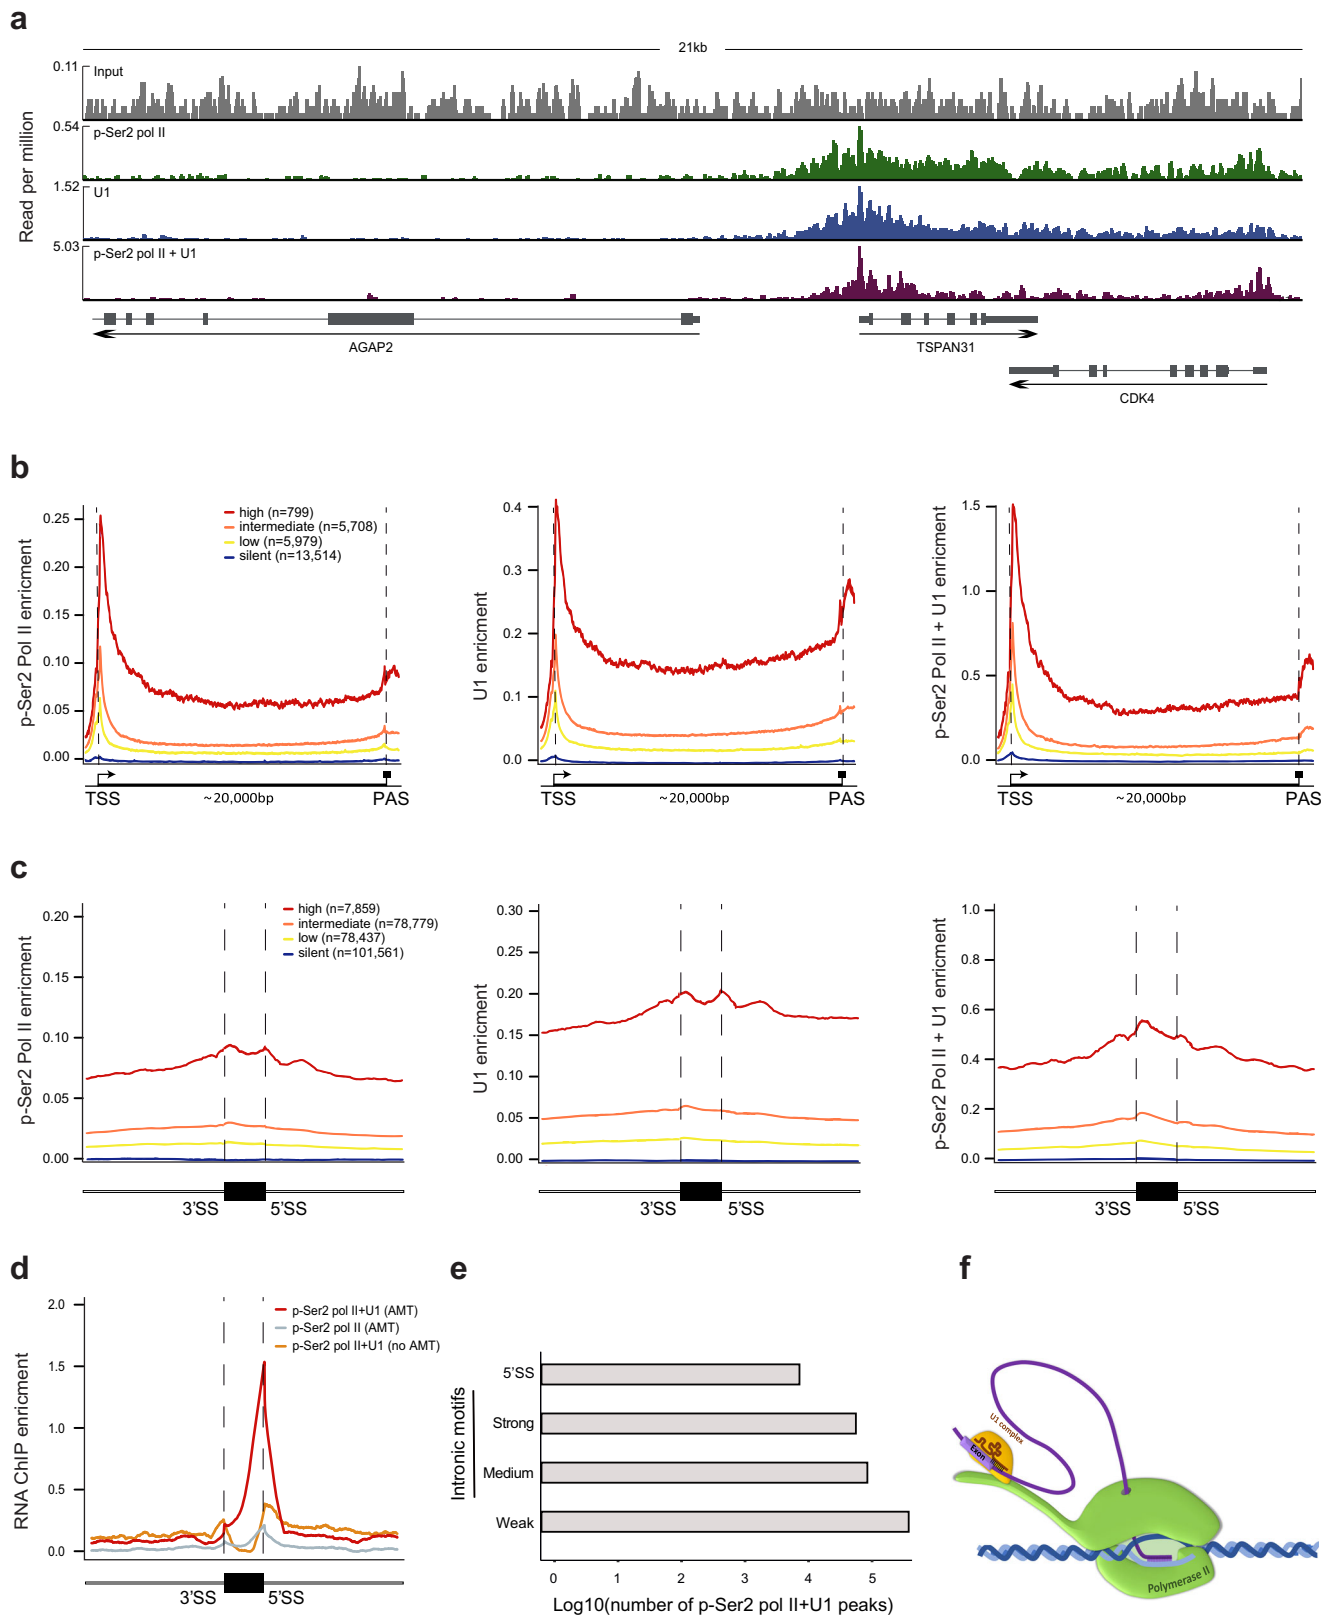 a
21kb
Read per million
0.11
Input
0.54
p-Ser2 pol II
1.52
U1
5.03
p-Ser2 pol II + U1
AGAP2
TSPAN31
CDK4
b
p-Ser2 Pol II enricment
0.25
0.20
0.15
0.10
0.05
0.00
high (n=799)
intermediate (n=5,708)
low (n=5,979)
silent (n=13,514)
TSS
~20,000bp
PAS
U1 enricment
0.4
0.3
0.2
0.1
0.0
TSS
~20,000bp
PAS
p-Ser2 Pol II + U1 enricment
1.5
1.0
0.5
0.0
TSS
~20,000bp
PAS
c
p-Ser2 Pol II enricment
0.20
0.15
0.10
0.05
0.00
high (n=7,859)
intermediate (n=78,779)
low (n=78,437)
silent (n=101,561)
3'SS
5'SS
U1 enricment
0.30
0.25
0.20
0.15
0.10
0.05
0.00
3'SS
5'SS
p-Ser2 Pol II + U1 enricment
1.0
0.8
0.6
0.4
0.2
0.0
3'SS
5'SS
d
RNA ChIP enricment
2.0
1.5
1.0
0.5
0.0
p-Ser2 pol II+U1 (AMT)
p-Ser2 pol II (AMT)
p-Ser2 pol II+U1 (no AMT)
3'SS
5'SS
e
Intronic motifs
5'SS
Strong
Medium
Weak
0 1 2 3 4 5
Log10(number of p-Ser2 pol II+U1 peaks)
f
U1 complex
Exon
Polymerase II